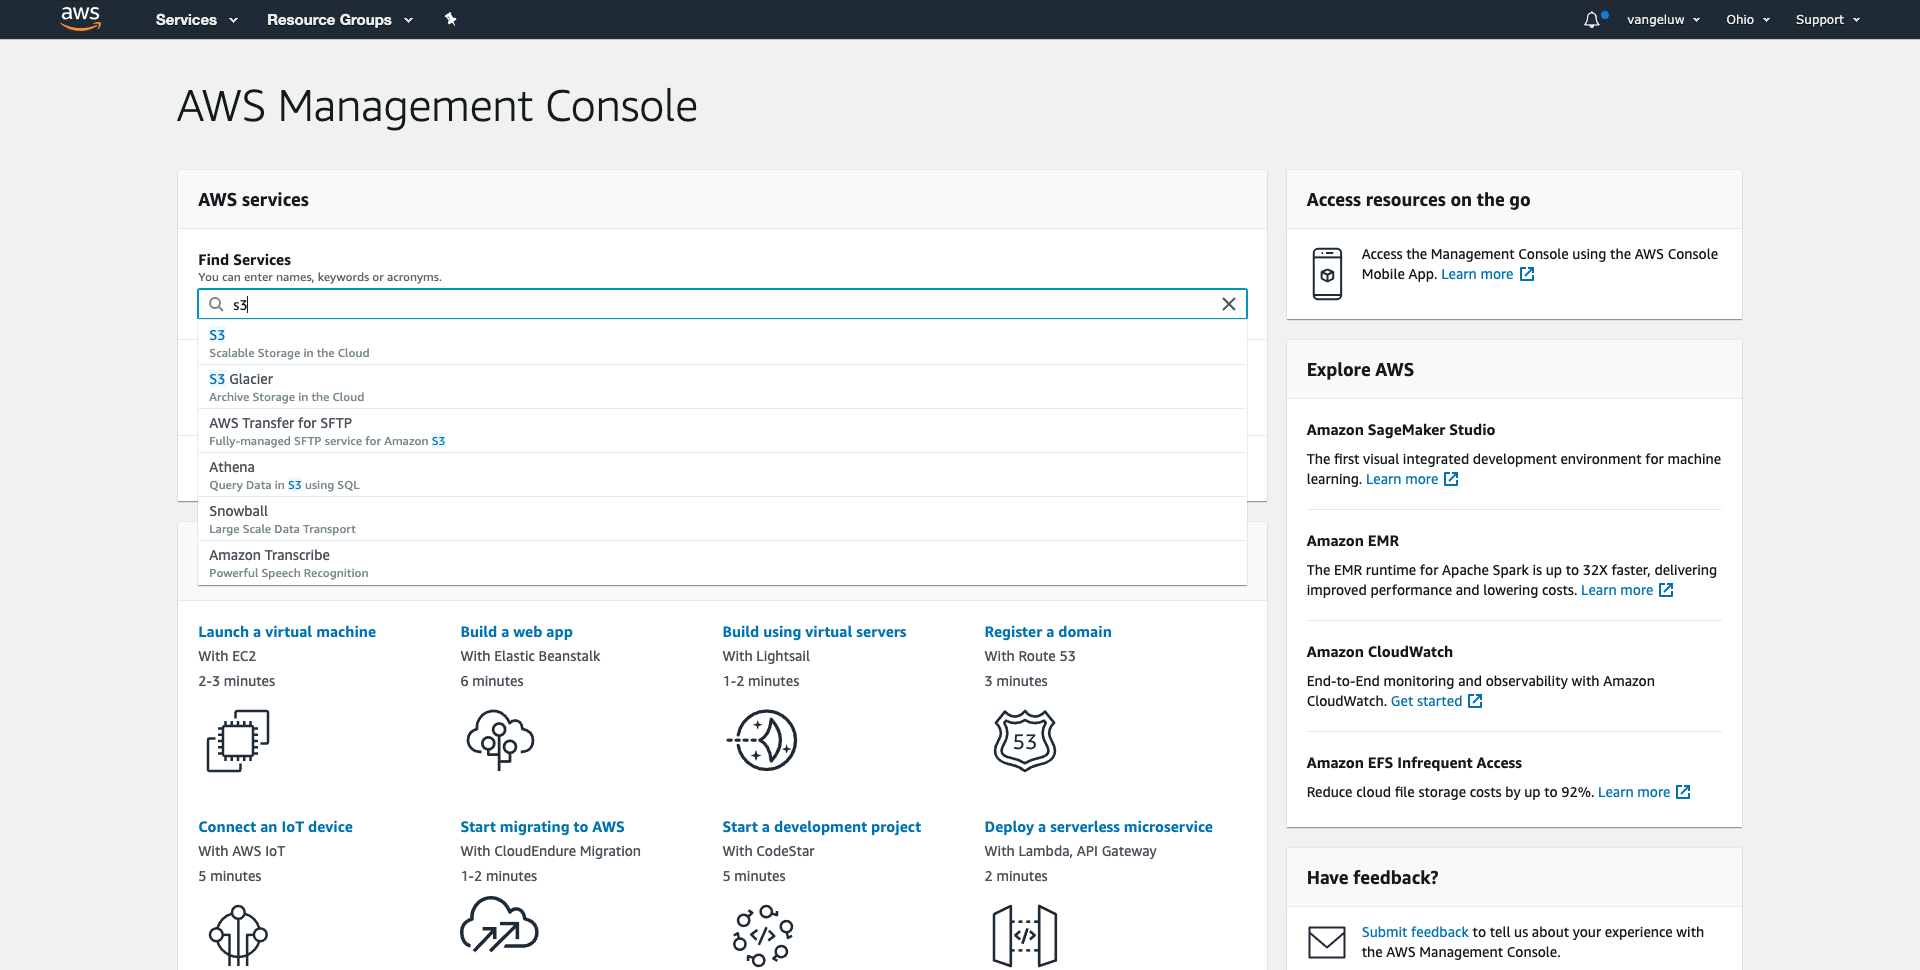 aws
Services
Resource Groups
vangeluw
Ohio
Support
AWS Management Console
AWS services
Find Services
You can enter names, keywords or acronyms.
s3
S3
Scalable Storage in the Cloud
S3 Glacier
Archive Storage in the Cloud
AWS Transfer for SFTP
Fully-managed SFTP service for Amazon S3
Athena
Query Data in S3 using SQL
Snowball
Large Scale Data Transport
Amazon Transcribe
Powerful Speech Recognition
Launch a virtual machine
With EC2
2-3 minutes
Build a web app
With Elastic Beanstalk
6 minutes
Build using virtual servers
With Lightsail
1-2 minutes
Register a domain
With Route 53
3 minutes
53
Connect an IoT device
With AWS IoT
5 minutes
Start migrating to AWS
With CloudEndure Migration
1-2 minutes
Start a development project
With CodeStar
5 minutes
</>
Deploy a serverless microservice
With Lambda, API Gateway
2 minutes
</>
Access resources on the go
Access the Management Console using the AWS Console
Mobile App. Learn more
Explore AWS
Amazon SageMaker Studio
The first visual integrated development environment for machine
learning. Learn more
Amazon EMR
The EMR runtime for Apache Spark is up to 32X faster, delivering
improved performance and lowering costs. Learn more
Amazon CloudWatch
End-to-End monitoring and observability with Amazon
CloudWatch. Get started
Amazon EFS Infrequent Access
Reduce cloud file storage costs by up to 92%. Learn more
Have feedback?
Submit feedback to tell us about your experience with
the AWS Management Console.